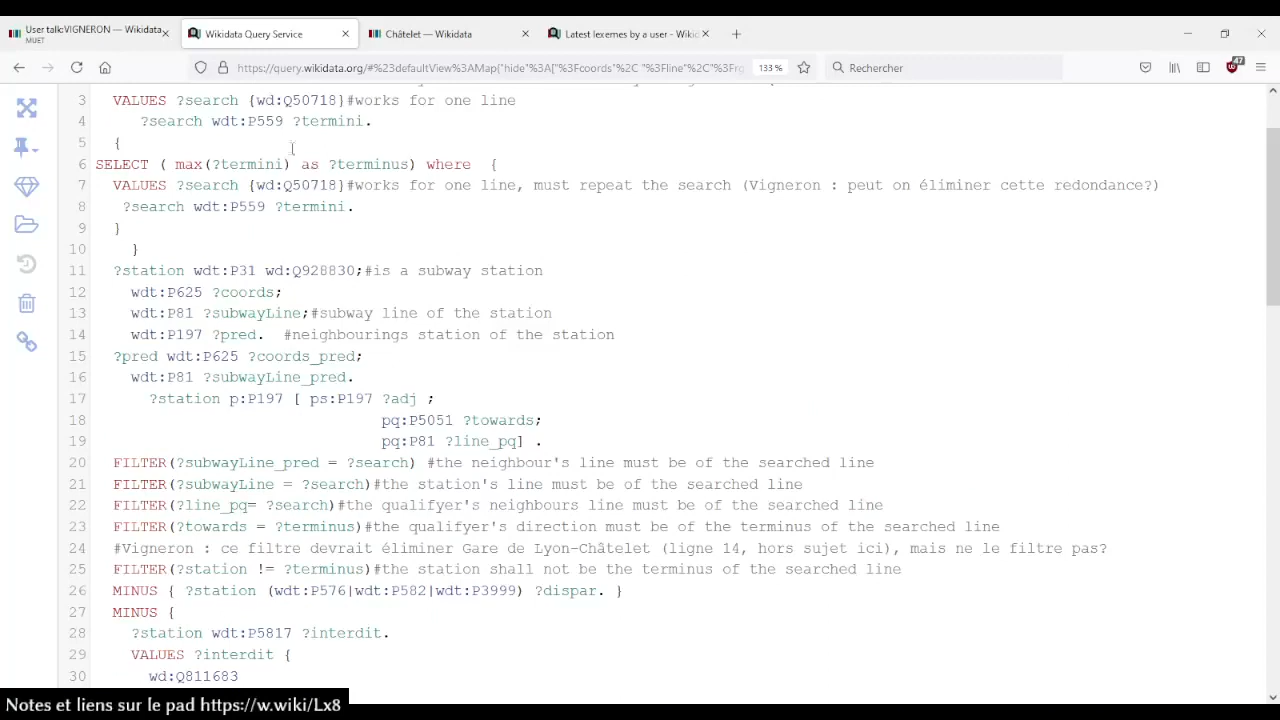 User talk:VIGNERON — Wikidata
MUET
Wikidata Query Service
Châtelet — Wikidata
Latest lexemes by a user - Wikid
https://query.wikidata.org/#%23defaultView%3AMap{"hide"%3A["%3Fcoords"%2C "%3Fline"%2C"%3Frg
133 %
Rechercher
47
3 VALUES ?search {wd:Q50718}#works for one line
4 ?search wdt:P559 ?termini.
5 {
6 SELECT ( max(?termini) as ?terminus) where {
7 VALUES ?search {wd:Q50718}#works for one line, must repeat the search (Vigneron : peut on éliminer cette redondance?)
8 ?search wdt:P559 ?termini.
9 }
10 }
11 ?station wdt:P31 wd:Q928830;#is a subway station
12 wdt:P625 ?coords;
13 wdt:P81 ?subwayLine;#subway line of the station
14 wdt:P197 ?pred. #neighbourings station of the station
15 ?pred wdt:P625 ?coords_pred;
16 wdt:P81 ?subwayLine_pred.
17 ?station p:P197 [ ps:P197 ?adj ;
18 pq:P5051 ?towards;
19 pq:P81 ?line_pq] .
20 FILTER(?subwayLine_pred = ?search) #the neighbour's line must be of the searched line
21 FILTER(?subwayLine = ?search)#the station's line must be of the searched line
22 FILTER(?line_pq= ?search)#the qualifyer's neighbours line must be of the searched line
23 FILTER(?towards = ?terminus)#the qualifyer's direction must be of the terminus of the searched line
24 #Vigneron : ce filtre devrait éliminer Gare de Lyon-Châtelet (ligne 14, hors sujet ici), mais ne le filtre pas?
25 FILTER(?station != ?terminus)#the station shall not be the terminus of the searched line
26 MINUS { ?station (wdt:P576|wdt:P582|wdt:P3999) ?dispar. }
27 MINUS {
28 ?station wdt:P5817 ?interdit.
29 VALUES ?interdit {
30 wd:Q811683
Notes et liens sur le pad https://w.wiki/Lx8